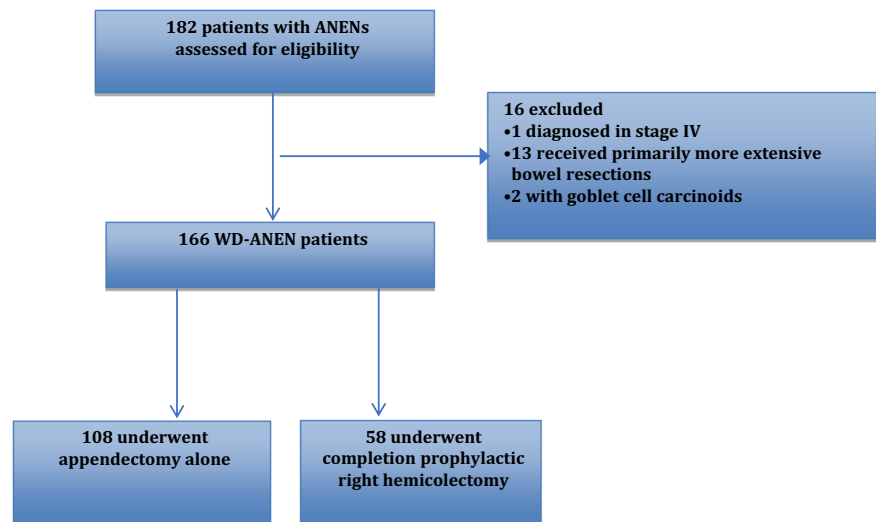 182 patients with ANENs
assessed for eligibility
16 excluded
•1 diagnosed in stage IV
•13 received primarily more extensive
bowel resections
•2 with goblet cell carcinoids
166 WD-ANEN patients
108 underwent
appendectomy alone
58 underwent
completion prophylactic
right hemicolectomy